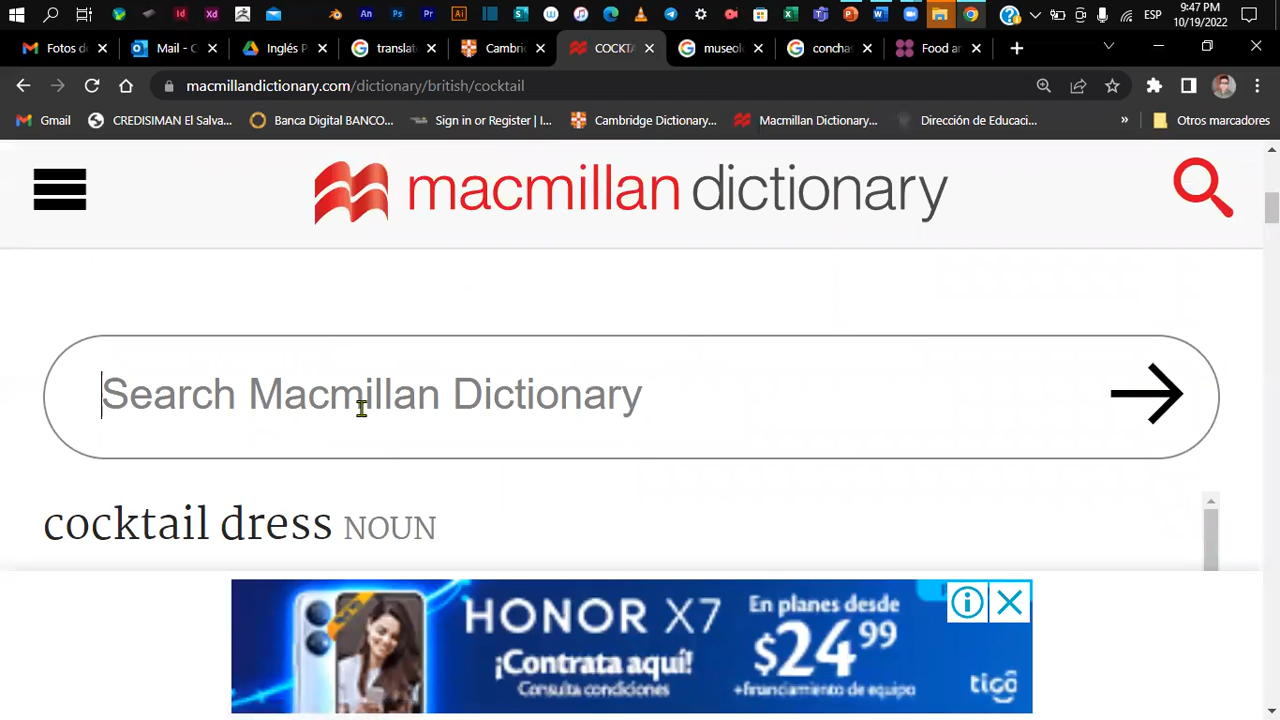 9:47 PM
ESP
10/19/2022
Fotos de
Mail - C
Inglés P
translat
Cambri
COCKTA
museol
concha
Food ar
macmillandictionary.com/dictionary/british/cocktail
Gmail
CREDISIMAN El Salva...
Banca Digital BANCO...
Sign in or Register | I...
Cambridge Dictionary...
Macmillan Dictionary...
Dirección de Educaci...
»
Otros marcadores
macmillan dictionary
Search Macmillan Dictionary
cocktail dress NOUN
HONOR X7
¡Contrata aquí!
Consulta condiciones
En planes desde
$24.99
+financiamiento de equipo
tigo